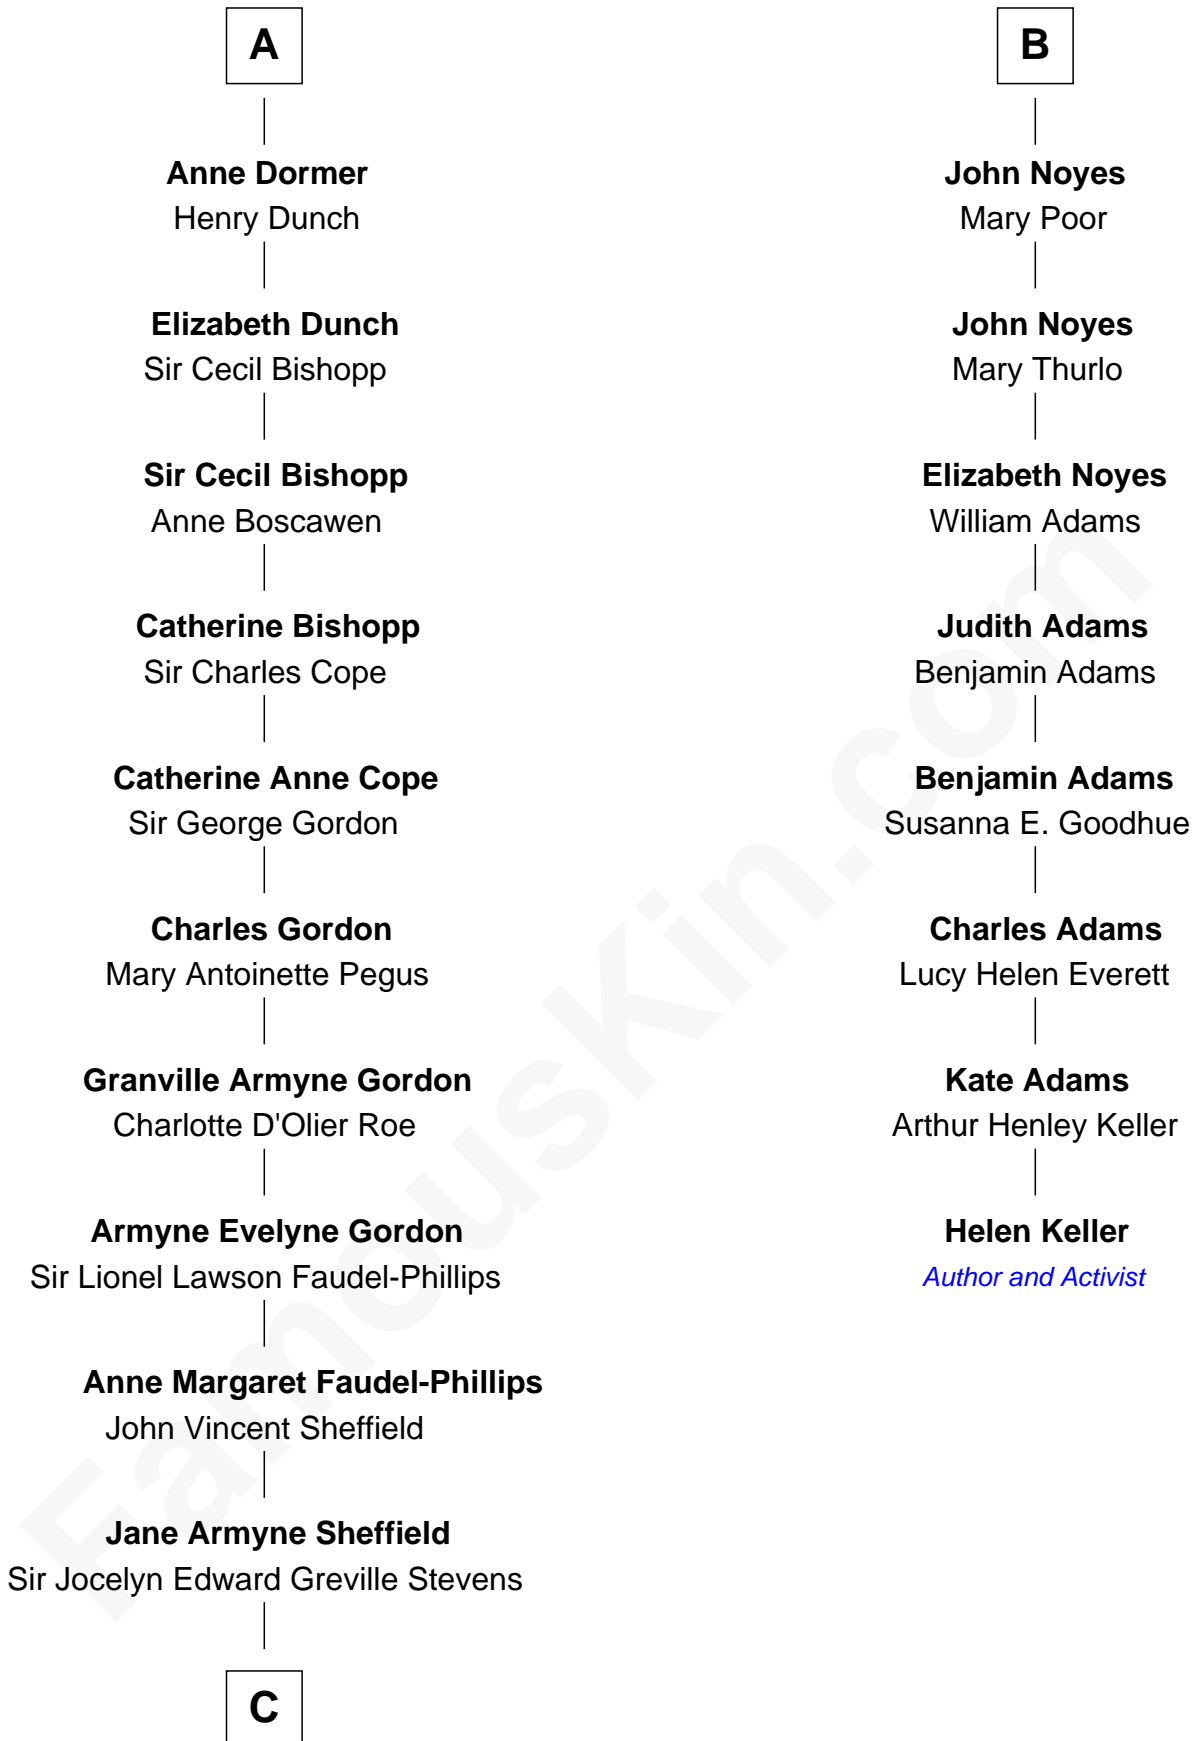 A
Anne Dormer
Henry Dunch
Elizabeth Dunch
Sir Cecil Bishopp
Sir Cecil Bishopp
Anne Boscawen
Catherine Bishopp
Sir Charles Cope
Catherine Anne Cope
Sir George Gordon
Charles Gordon
Mary Antoinette Pegus
Granville Armyne Gordon
Charlotte D'Olier Roe
Armyne Evelyne Gordon
Sir Lionel Lawson Faudel-Phillips
Anne Margaret Faudel-Phillips
John Vincent Sheffield
Jane Armyne Sheffield
Sir Jocelyn Edward Greville Stevens
C
B
John Noyes
Mary Poor
John Noyes
Mary Thurlo
Elizabeth Noyes
William Adams
Judith Adams
Benjamin Adams
Benjamin Adams
Susanna E. Goodhue
Charles Adams
Lucy Helen Everett
Kate Adams
Arthur Henley Keller
Helen Keller
Author and Activist
FamousKin.com